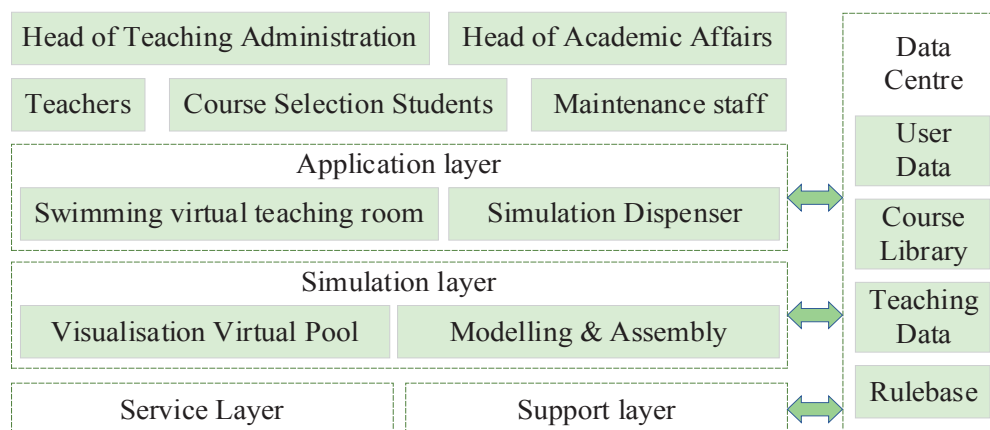 Head of Teaching Administration
Head of Academic Affairs
Teachers
Course Selection Students
Maintenance staff
Application layer
Swimming virtual teaching room
Simulation Dispenser
Simulation layer
Visualisation Virtual Pool
Modelling & Assembly
Service Layer
Support layer
Data
Centre
User
Data
Course
Library
Teaching
Data
Rulebase